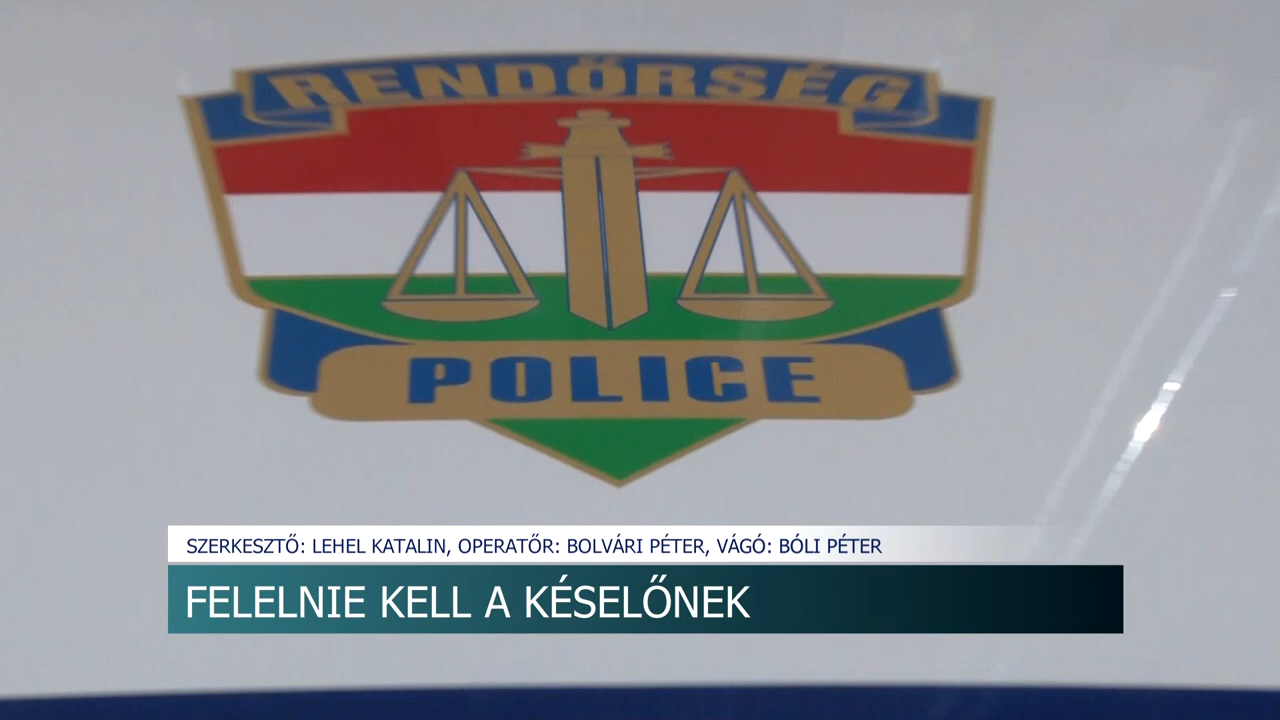 RENDŐRSÉG
POLICE
SZERKESZTŐ: LEHEL KATALIN, OPERATŐR: BOLVÁRI PÉTER, VÁGÓ: BÓLI PÉTER
FELELNIE KELL A KÉSELŐNEK